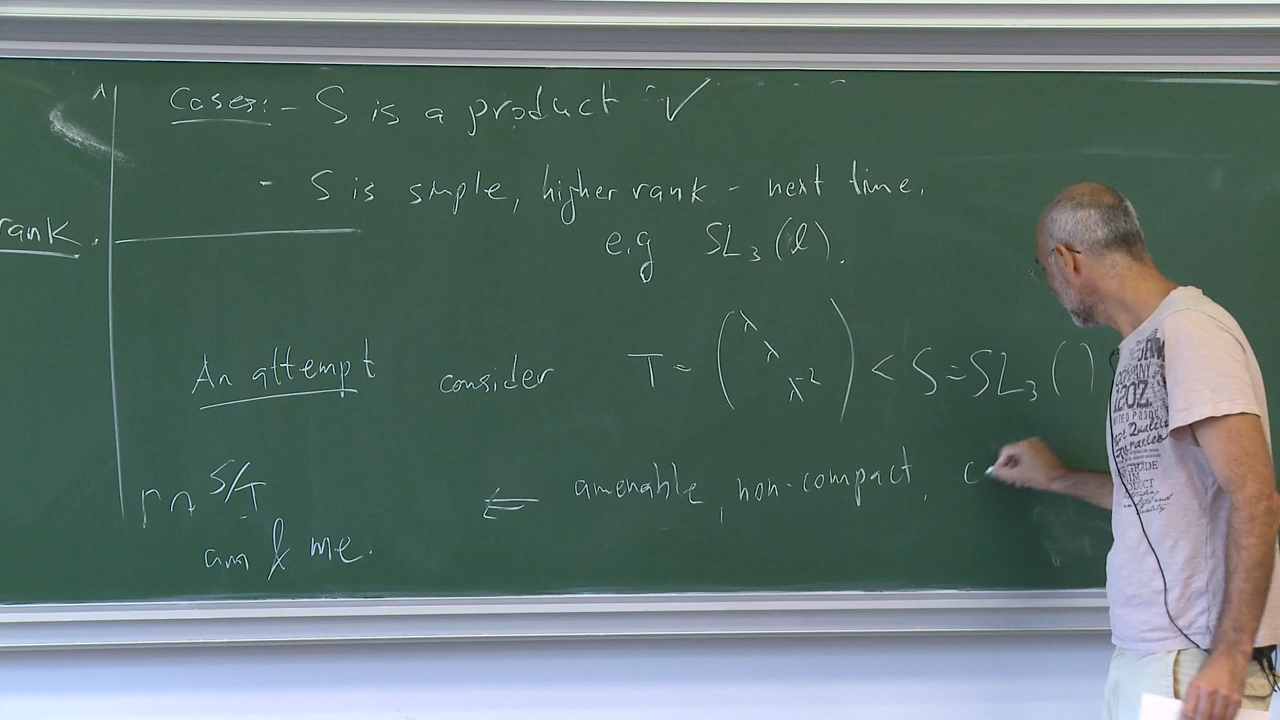 Cases: - S is a product ✓
- S is simple, higher rank - next time.
rank.
e.g SL₃(ℓ).
An attempt consider T = (λ λ λ²) < S = SL₃( )
Γ ↷ S/T ⇐ amenable, non-compact, c
am & me.